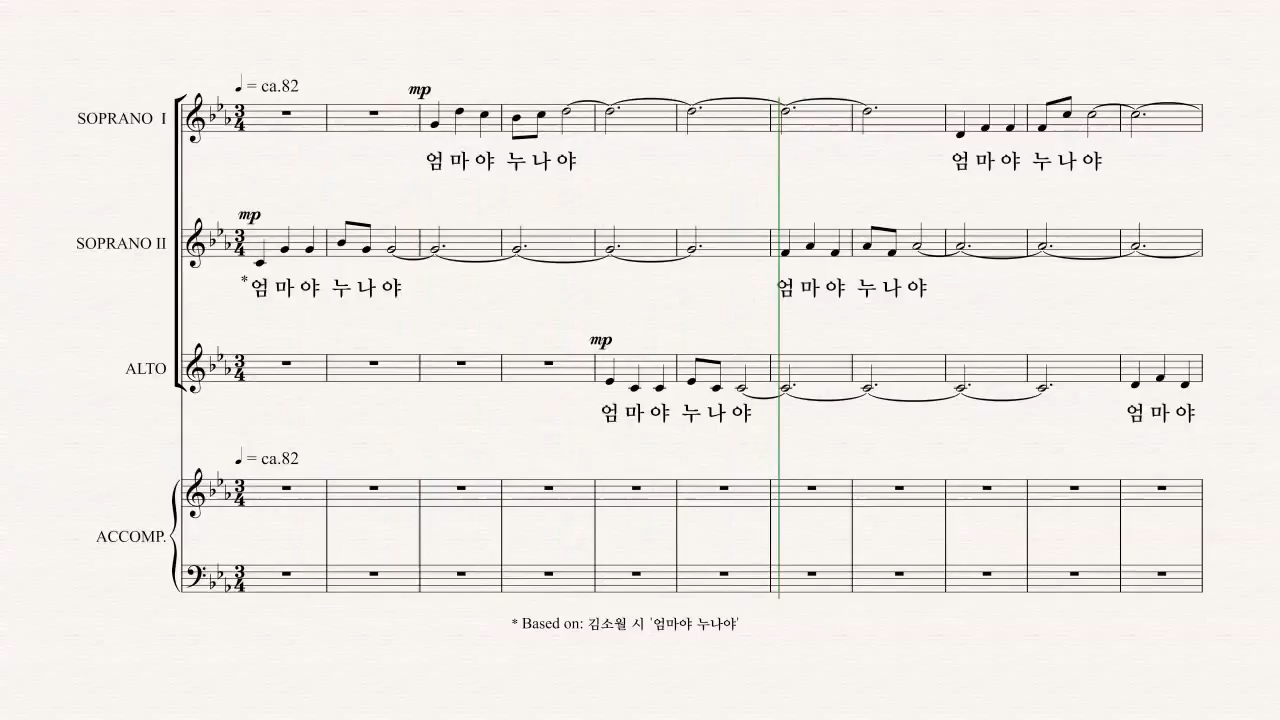 ♩ = ca.82
mp
SOPRANO I
엄 마 야 누 나 야 엄 마 야 누 나 야
mp
SOPRANO II
*엄 마 야 누 나 야 엄 마 야 누 나 야
mp
ALTO
엄 마 야 누 나 야 엄 마 야
♩ = ca.82
ACCOMP.
* Based on: 김소월 시 '엄마야 누나야'